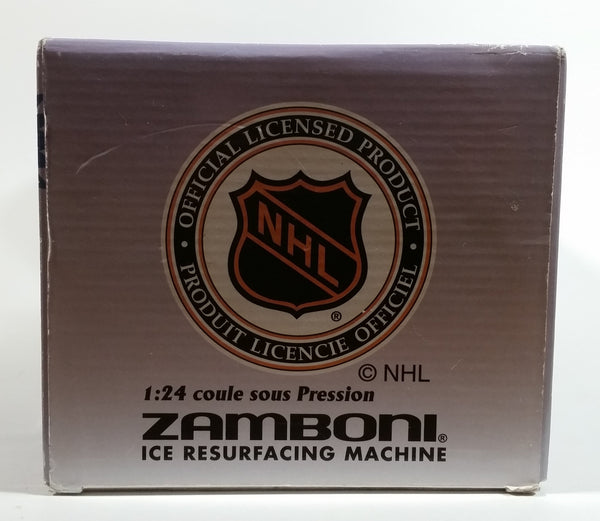 OFFICIAL LICENSED PRODUCT
NHL
®
PRODUIT LICENCIE OFFICIEL
© NHL
1:24 coule sous Pression
ZAMBONI®
ICE RESURFACING MACHINE